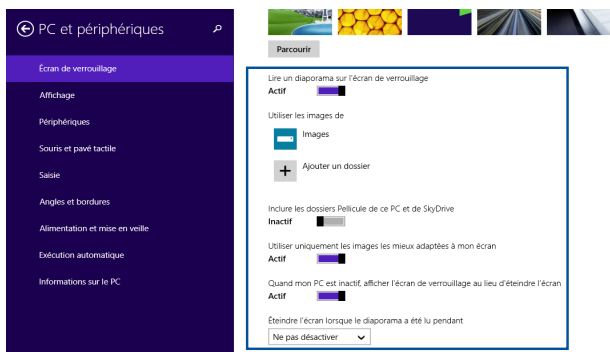 PC et périphériques
Écran de verrouillage
Affichage
Périphériques
Souris et pavé tactile
Saisie
Angles et bordures
Alimentation et mise en veille
Exécution automatique
Informations sur le PC
Parcourir
Lire un diaporama sur l'écran de verrouillage
Actif
Utiliser les images de
Images
Ajouter un dossier
Inclure les dossiers Pellicule de ce PC et de SkyDrive
Inactif
Utiliser uniquement les images les mieux adaptées à mon écran
Actif
Quand mon PC est inactif, afficher l'écran de verrouillage au lieu d'éteindre l'écran
Actif
Éteindre l'écran lorsque le diaporama a été lu pendant
Ne pas désactiver